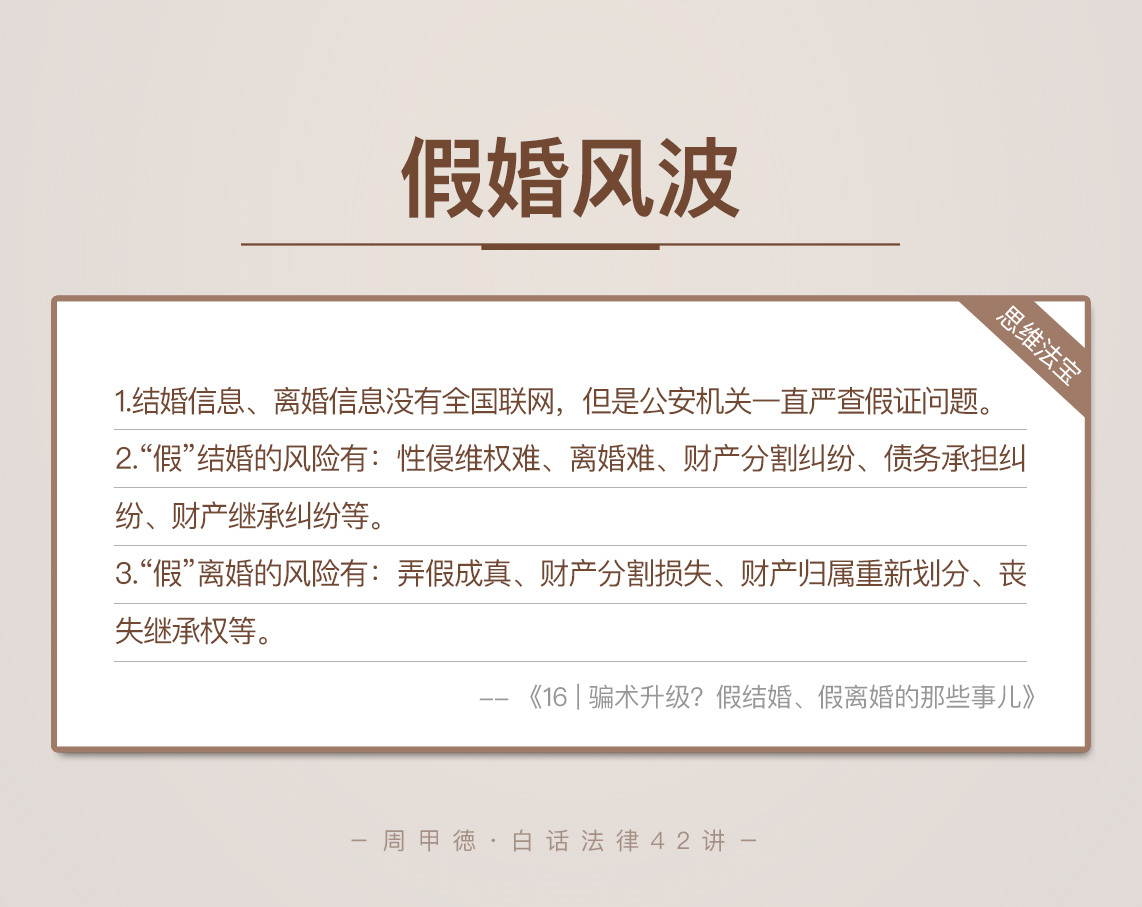 假婚风波
思维法宝
1.结婚信息、离婚信息没有全国联网，但是公安机关一直严查假证问题。
2.“假”结婚的风险有：性侵维权难、离婚难、财产分割纠纷、债务承担纠
纷、财产继承纠纷等。
3.“假”离婚的风险有：弄假成真、财产分割损失、财产归属重新划分、丧
失继承权等。
-- 《16 | 骗术升级？假结婚、假离婚的那些事儿》
– 周甲德·白话法律42讲 –